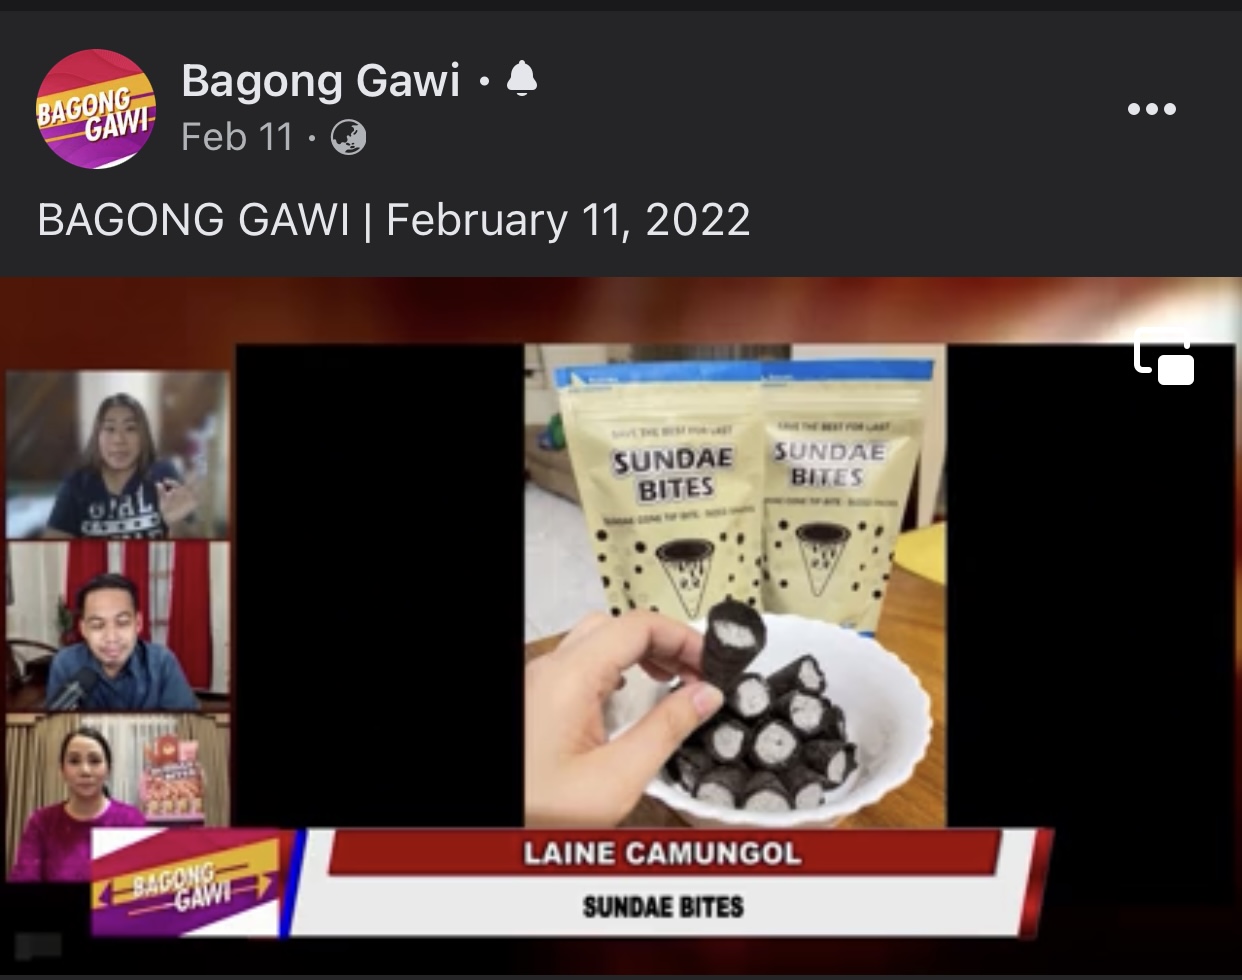 BAGONG
GAWI
Bagong Gawi ·
Feb 11 ·
BAGONG GAWI | February 11, 2022
SAVE THE BEST FOR LAST
SUNDAE
BITES
SAVE THE BEST FOR LAST
SUNDAE
BITES
LAINE CAMUNGOL
SUNDAE BITES
BAGONG
GAWI